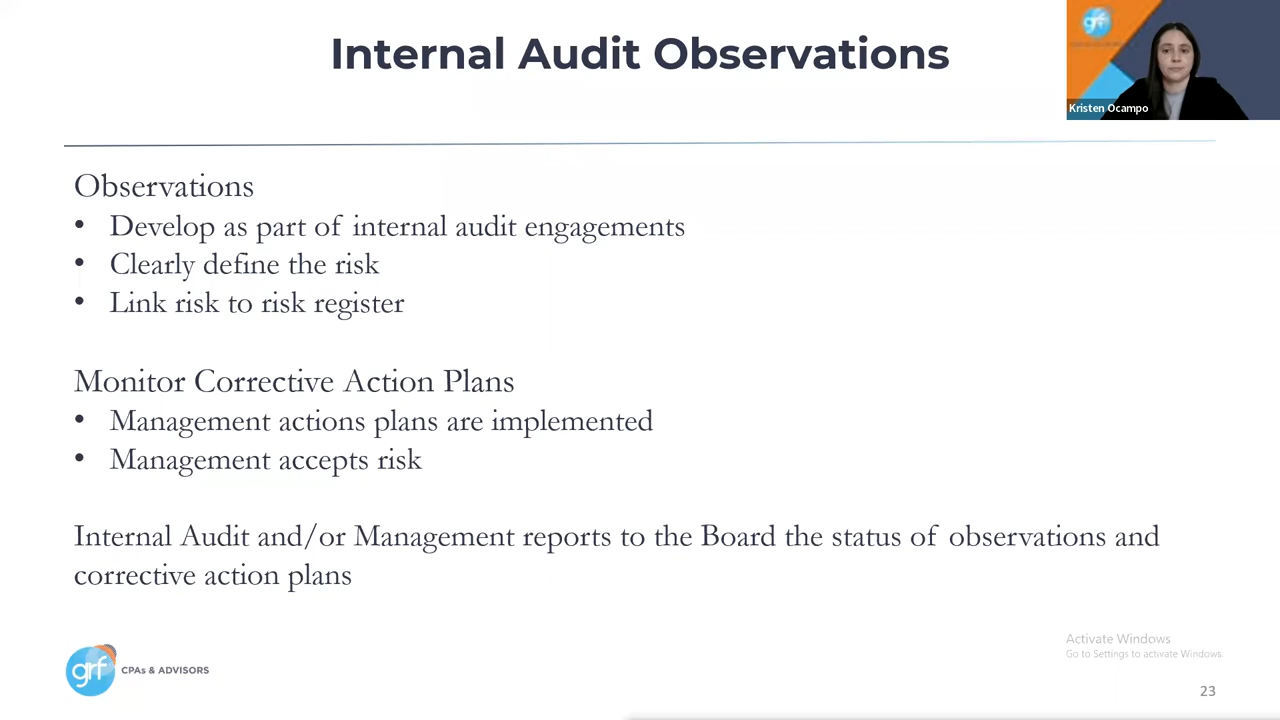 Internal Audit Observations
grf
Kristen Ocampo
Observations
• Develop as part of internal audit engagements
• Clearly define the risk
• Link risk to risk register
Monitor Corrective Action Plans
• Management actions plans are implemented
• Management accepts risk
Internal Audit and/or Management reports to the Board the status of observations and
corrective action plans
grf CPAs & ADVISORS
Activate Windows
Go to Settings to activate Windows.
23